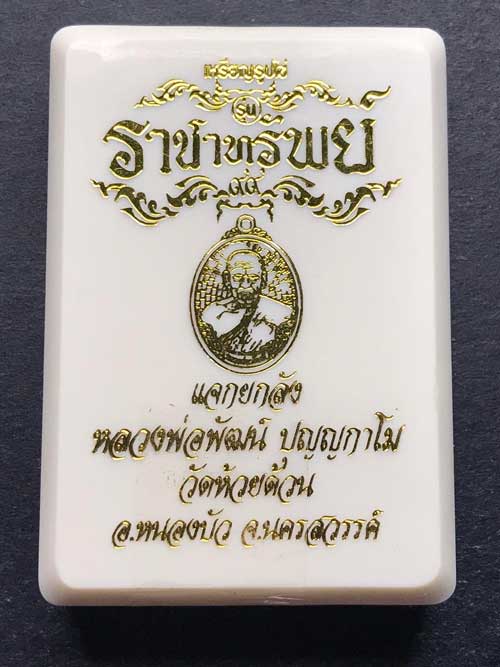 เหรียญรูปไข่
รุ่น
ราชาทรัพย์
๙๙
แจกยกลัง
หลวงพ่อพัฒน์ ปุญญกาโม
วัดห้วยด้วน
อ.หนองบัว จ.นครสวรรค์